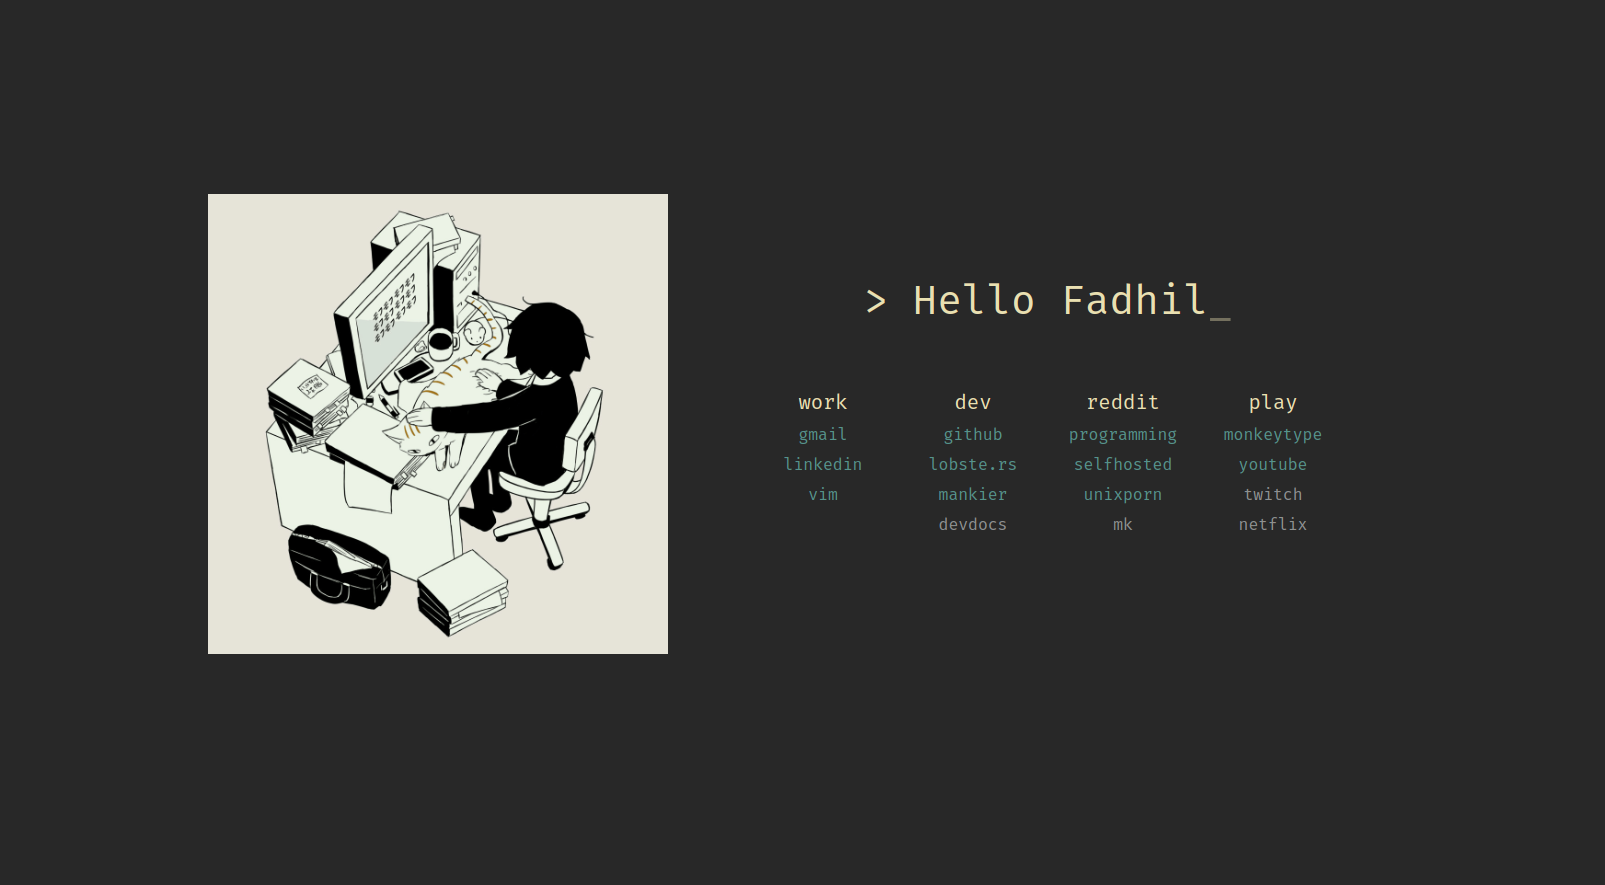 > Hello Fadhil_
work dev reddit play
gmail github programming monkeytype
linkedin lobste.rs selfhosted youtube
vim mankier unixporn twitch
devdocs mk netflix